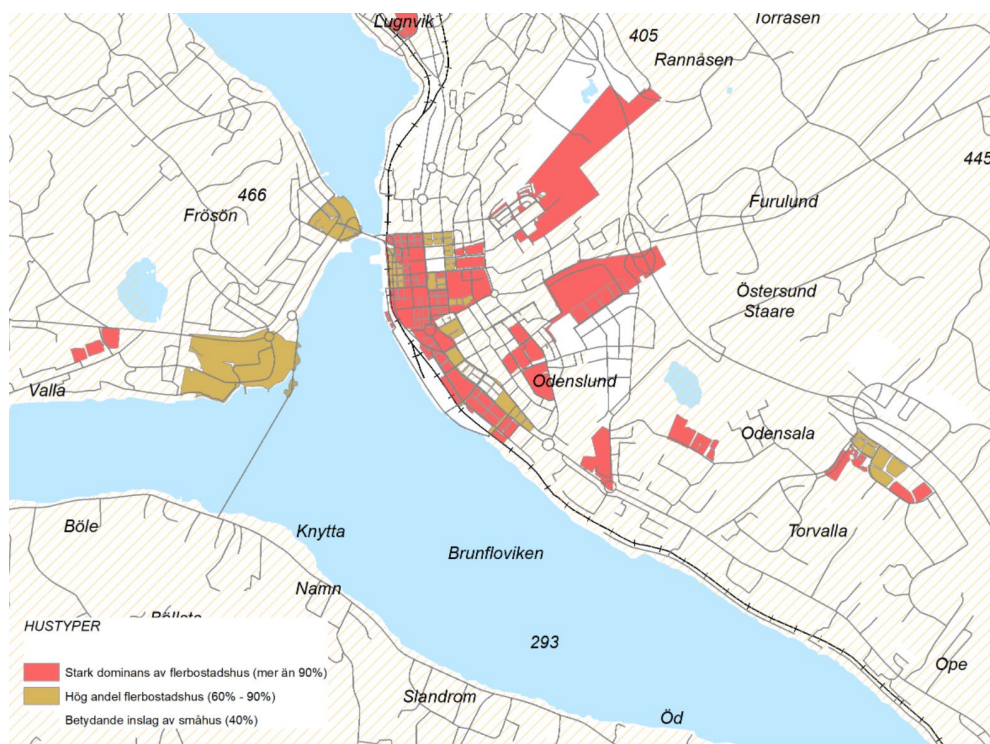 Lugnvik
Torråsen
405
Rannåsen
445
466
Frösön
Furulund
Östersund
Staare
Valla
Odenslund
Odensala
Böle
Knytta
Brunfloviken
Torvalla
Namn
HUSTYPER
293
Stark dominans av flerbostadshus (mer än 90%)
Ope
Hög andel flerbostadshus (60% - 90%)
Slandrom
Betydande inslag av småhus (40%)
Öd